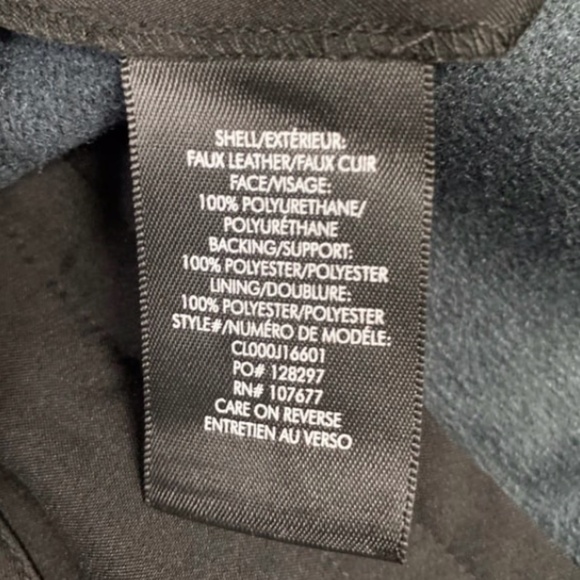 SHELL/EXTÉRIEUR:
FAUX LEATHER/FAUX CUIR
FACE/VISAGE:
100% POLYURETHANE/
POLYURÉTHANE
BACKING/SUPPORT:
100% POLYESTER/POLYESTER
LINING/DOUBLURE:
100% POLYESTER/POLYESTER
STYLE#/NUMÉRO DE MODÉLE:
CL000J16601
PO# 128297
RN# 107677
CARE ON REVERSE
ENTRETIEN AU VERSO